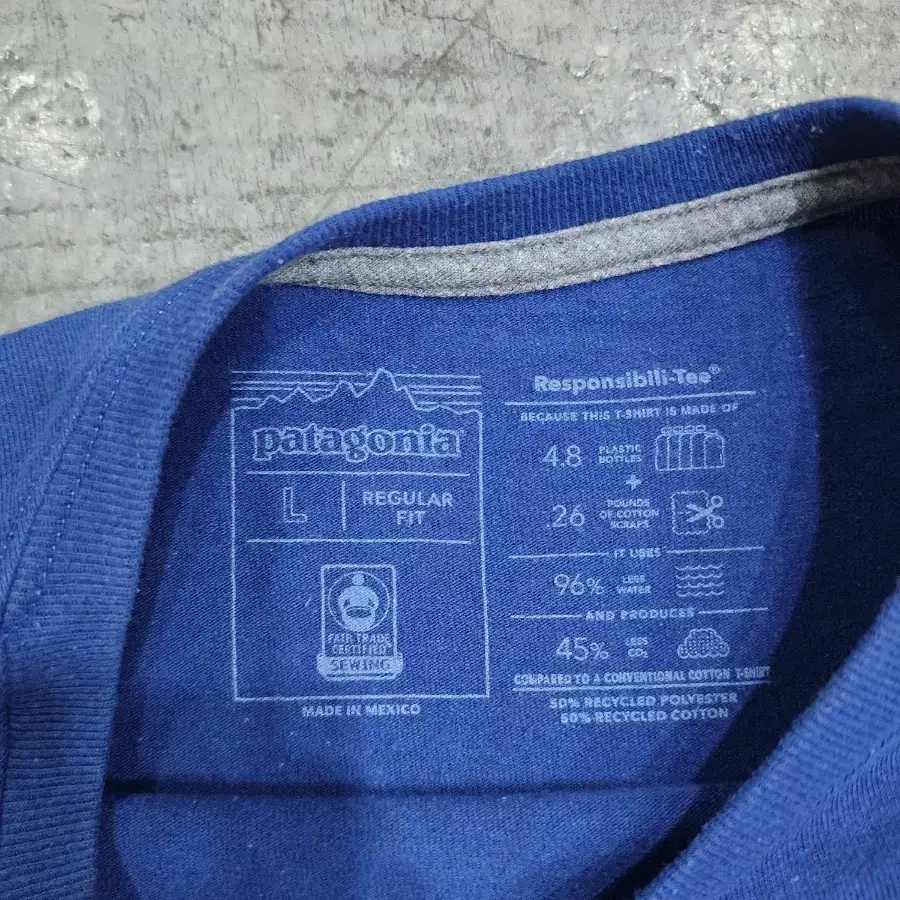 patagonia
L
REGULAR
FIT
FAIR TRADE
CERTIFIED™
SEWING
MADE IN MEXICO
Responsibili-Tee®
BECAUSE THIS T-SHIRT IS MADE OF
4.8 PLASTIC
BOTTLES
+
26 POUNDS
OF COTTON
SCRAPS
IT USES
96% LESS
WATER
AND PRODUCES
45% LESS
CO₂
COMPARED TO A CONVENTIONAL COTTON T-SHIRT
50% RECYCLED POLYESTER
50% RECYCLED COTTON